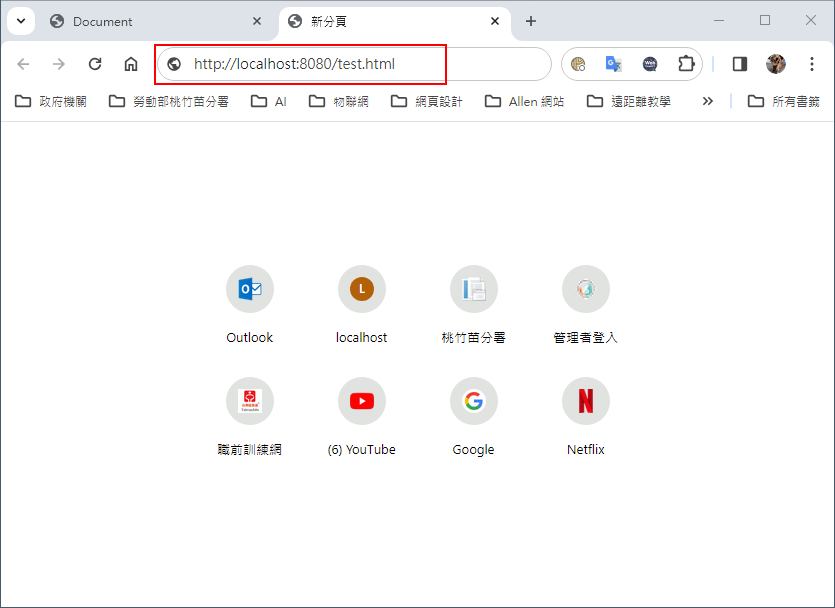 Document
新分頁
http://localhost:8080/test.html
政府機關 勞動部桃竹苗分署 AI 物聯網 網頁設計 Allen 網站 遠距離教學 » 所有書籤
L
Outlook localhost 桃竹苗分署 管理者登入
職前訓練網 (6) YouTube Google Netflix